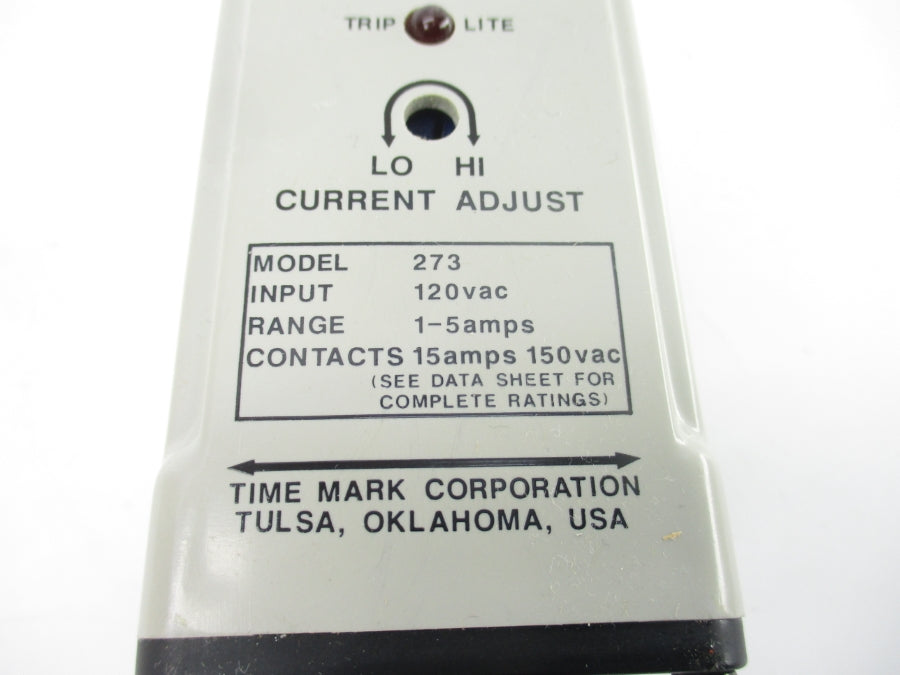 TRIP LITE
LO HI
CURRENT ADJUST
MODEL 273
INPUT 120vac
RANGE 1-5amps
CONTACTS 15amps 150vac
(SEE DATA SHEET FOR
COMPLETE RATINGS)
TIME MARK CORPORATION
TULSA, OKLAHOMA, USA